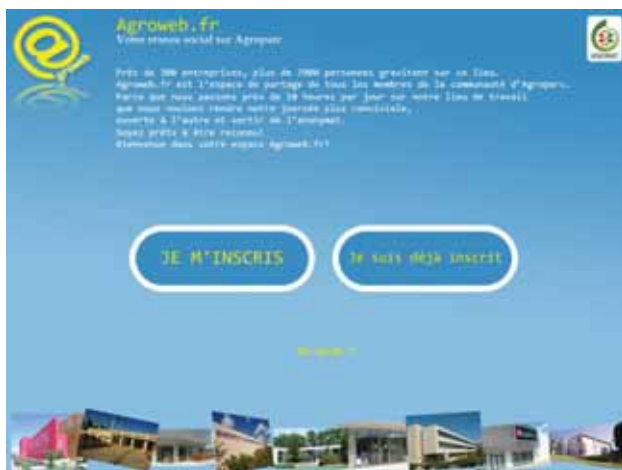 Agroweb.fr
Votre réseau social sur Agroparc
Près de 300 entreprises, plus de 7000 personnes gravitent sur ce lieu.
Agroweb.fr est l'espace de partage de tous les membres de la communauté d'Agroparc.
Parce que nous passons près de 10 heures par jour sur notre lieu de travail
que nous voulons rendre notre journée plus conviviale,
ouverte à l'autre et sortir de l'anonymat.
Soyez prêts à être reconnu!
Bienvenue dans votre espace Agroweb.fr!
JE M'INSCRIS
Je suis déjà inscrit